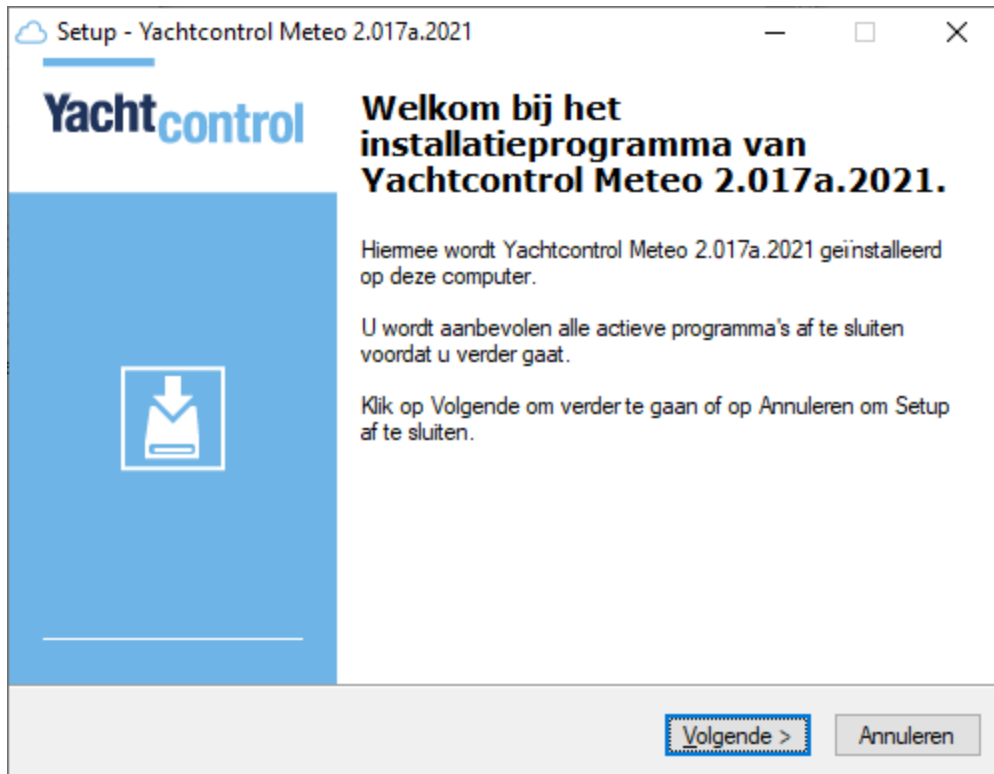 Setup - Yachtcontrol Meteo 2.017a.2021
Yachtcontrol
Welkom bij het
installatieprogramma van
Yachtcontrol Meteo 2.017a.2021.
Hiermee wordt Yachtcontrol Meteo 2.017a.2021 geïnstalleerd
op deze computer.
U wordt aanbevolen alle actieve programma's af te sluiten
voordat u verder gaat.
Klik op Volgende om verder te gaan of op Annuleren om Setup
af te sluiten.
Volgende >
Annuleren